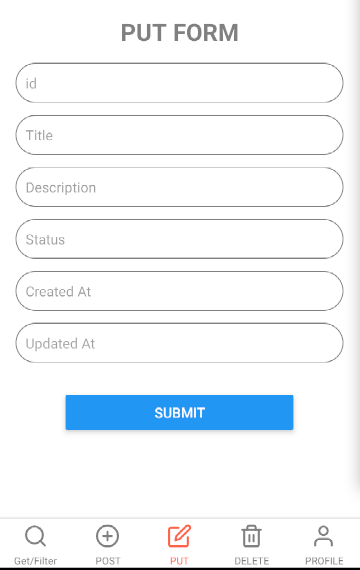 PUT FORM
id
Title
Description
Status
Created At
Updated At
SUBMIT
Get/Filter POST PUT DELETE PROFILE